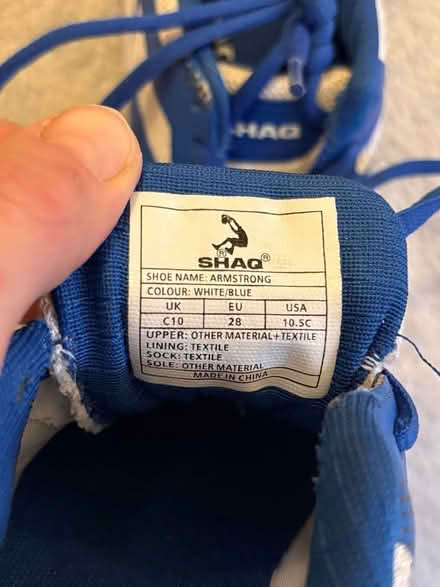 SHAQ
® SHAQ®
SHOE NAME: ARMSTRONG
COLOUR: WHITE/BLUE
UK EU USA
C10 28 10.5C
UPPER: OTHER MATERIAL+TEXTILE
LINING: TEXTILE
SOCK: TEXTILE
SOLE: OTHER MATERIAL
MADE IN CHINA